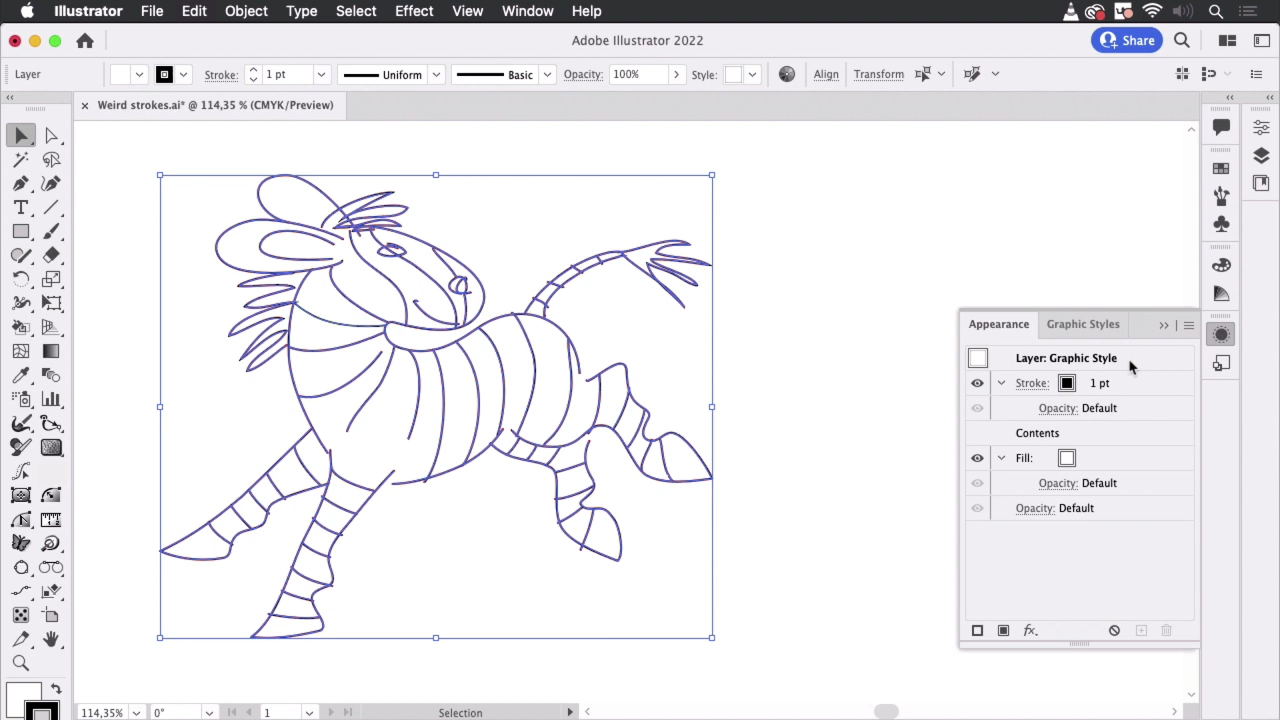 Illustrator File Edit Object Type Select Effect View Window Help
Adobe Illustrator 2022
Share
Layer Stroke: 1 pt Uniform Basic Opacity: 100% Style: Align Transform
× Weird strokes.ai* @ 114,35 % (CMYK/Preview)
Appearance Graphic Styles
Layer: Graphic Style
Stroke: 1 pt
Opacity: Default
Contents
Fill:
Opacity: Default
Opacity: Default
fx.
114,35% 0° 1 Selection